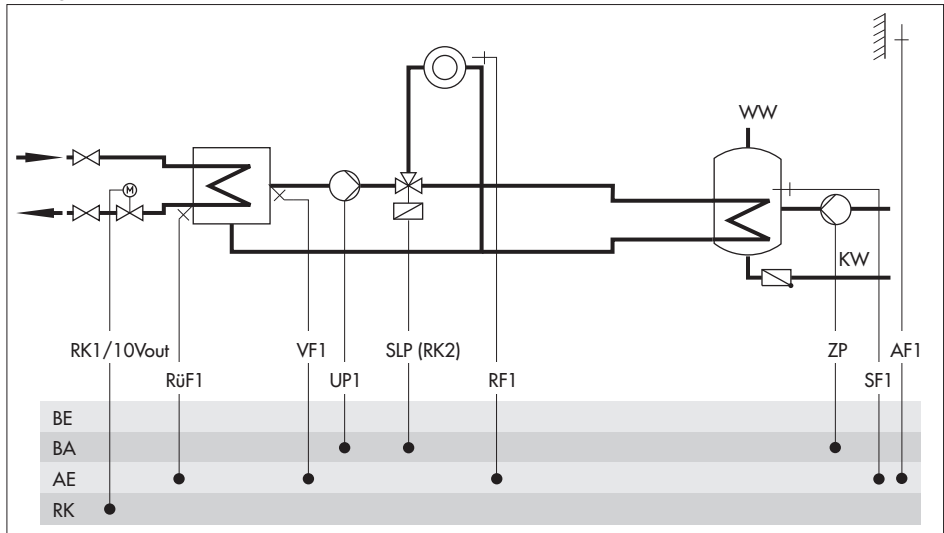 WW
M
KW
RK1/10Vout VF1 SLP (RK2) ZP AF1
RüF1 UP1 RF1 SF1
BE
BA
AE
RK